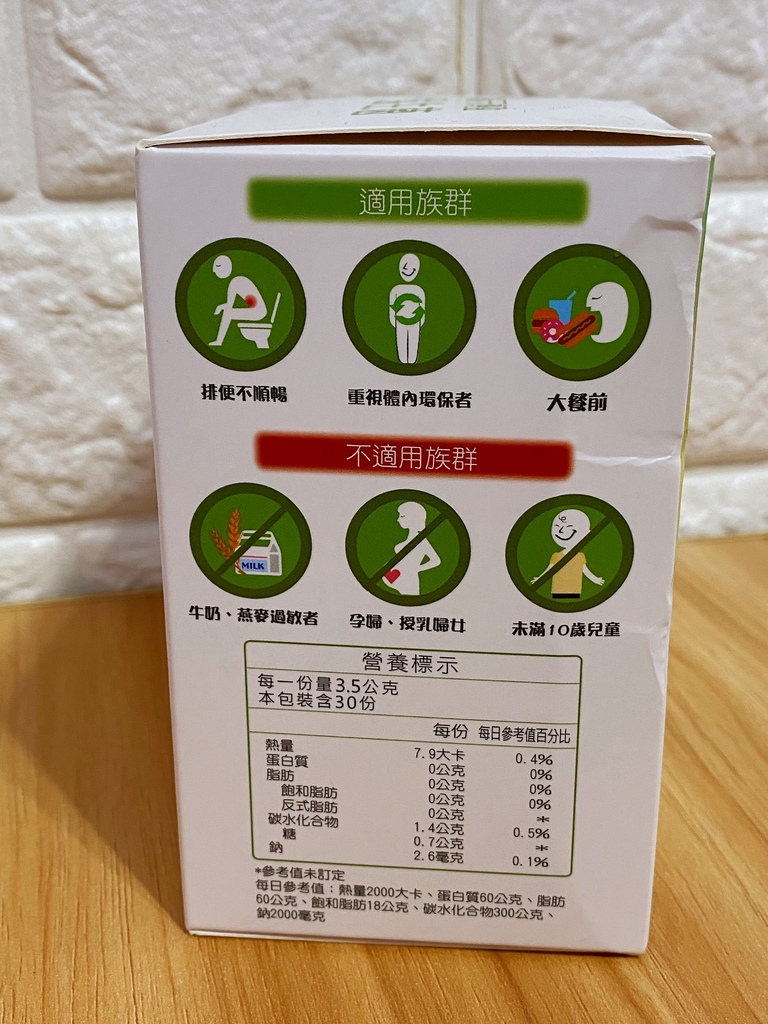 適用族群
排便不順暢
重視體內環保者
大餐前
不適用族群
MILK
牛奶、燕麥過敏者
孕婦、授乳婦女
未滿10歲兒童
營養標示
每一份量3.5公克
本包裝含30份
每份 每日參考值百分比
熱量 7.9大卡 0.4%
蛋白質 0公克 0%
脂肪 0公克 0%
飽和脂肪 0公克 0%
反式脂肪 0公克 *
碳水化合物 1.4公克 0.5%
糖 0.7公克 *
鈉 2.6毫克 0.1%
*參考值未訂定
每日參考值：熱量2000大卡、蛋白質60公克、脂肪
60公克、飽和脂肪18公克、碳水化合物300公克、
鈉2000毫克